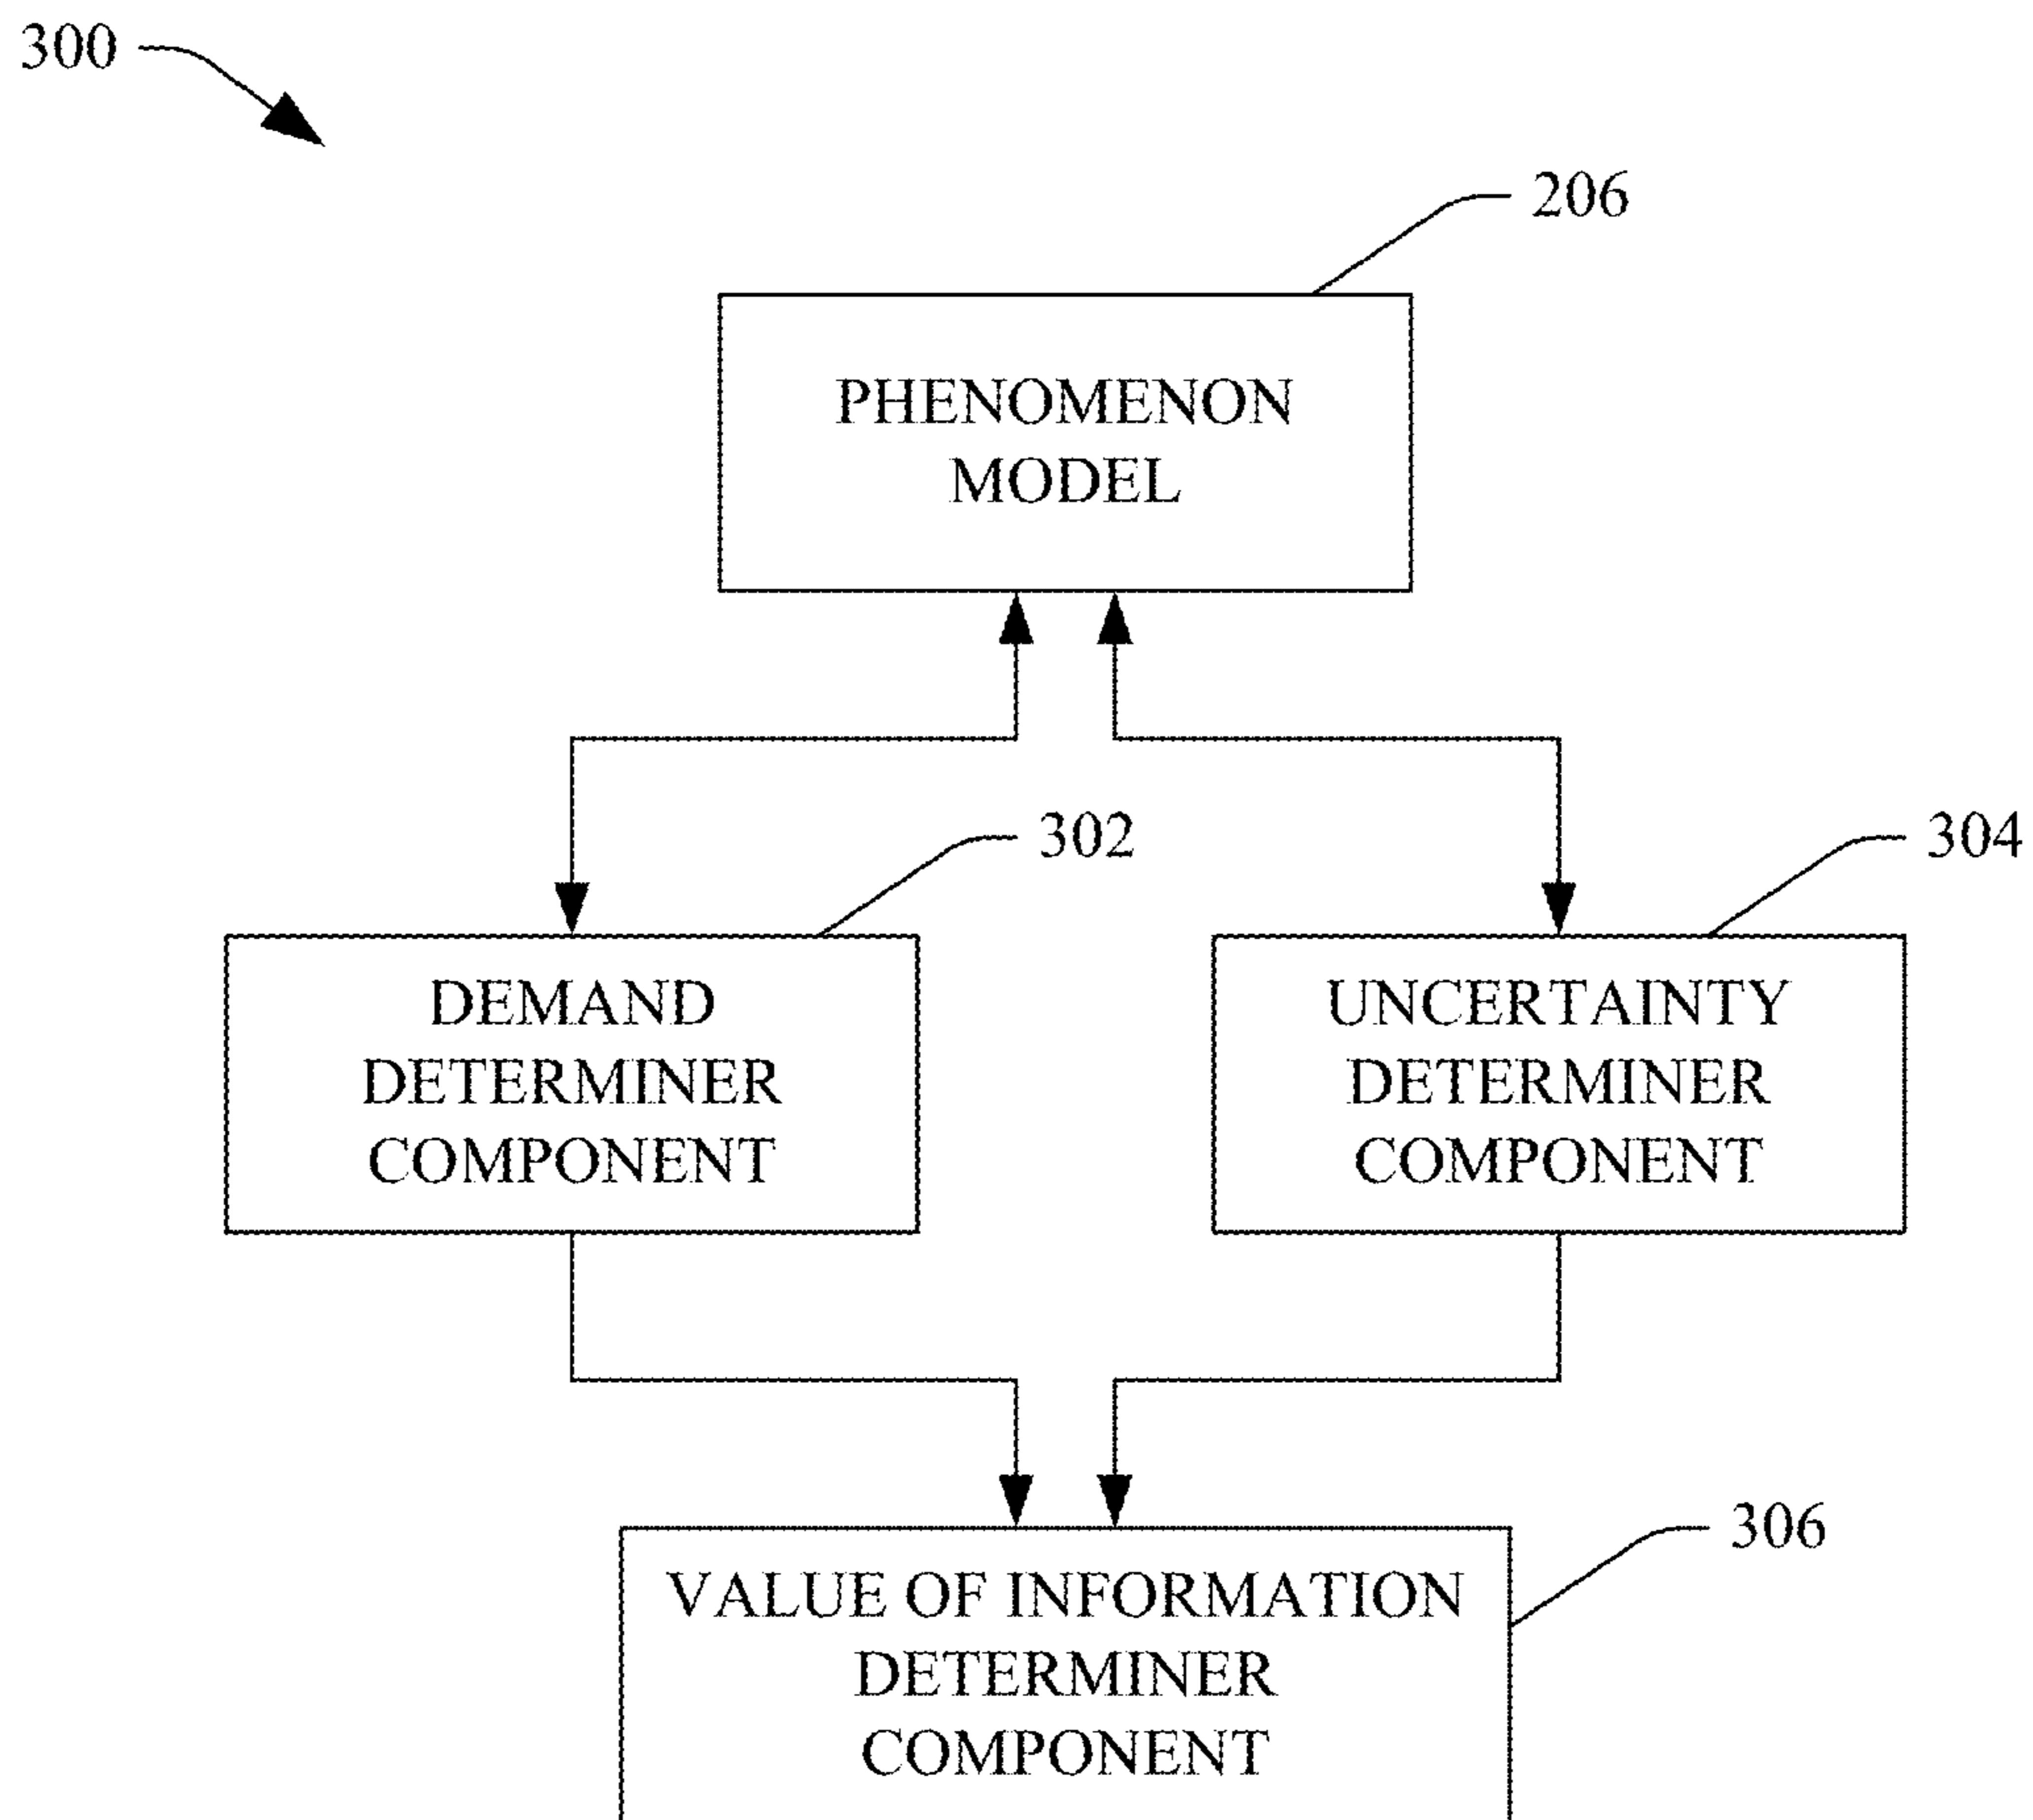 300
206
PHENOMENON
MODEL
302
304
DEMAND
DETERMINER
COMPONENT
UNCERTAINTY
DETERMINER
COMPONENT
306
VALUE OF INFORMATION
DETERMINER
COMPONENT